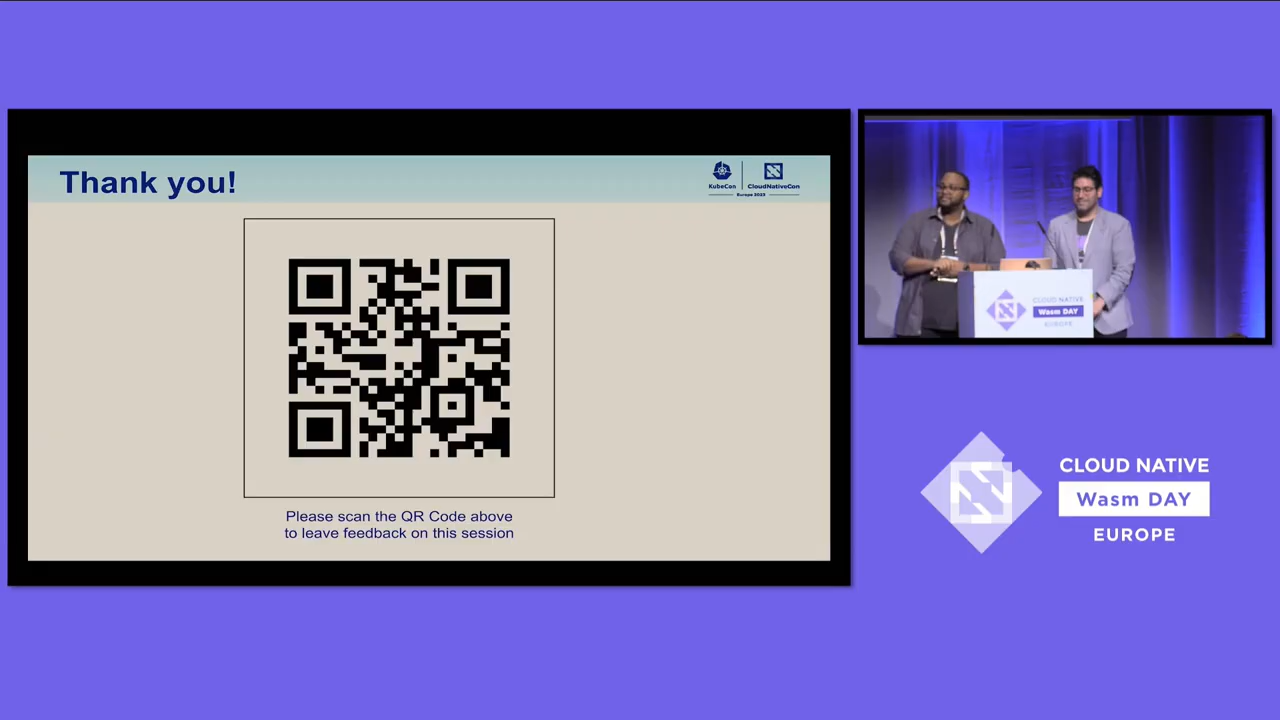 Thank you!
KubeCon
CloudNativeCon
Europe 2023
Please scan the QR Code above
to leave feedback on this session
CLOUD NATIVE
Wasm DAY
EUROPE
CLOUD NATIVE
Wasm DAY
EUROPE